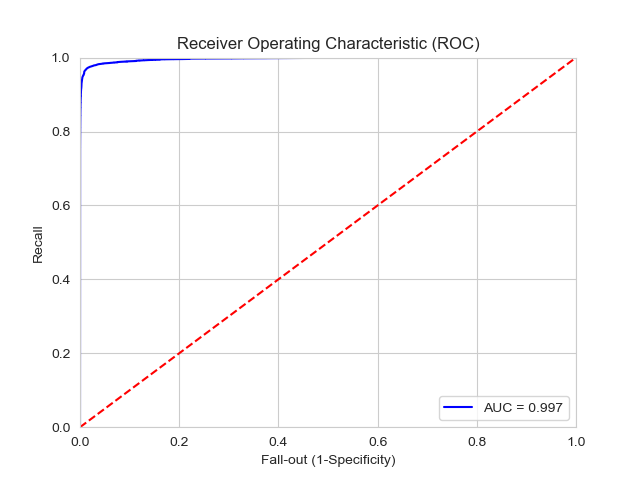 Receiver Operating Characteristic (ROC)
1.0
0.8
0.6
0.4
0.2
0.0
Recall
AUC = 0.997
0.0 0.2 0.4 0.6 0.8 1.0
Fall-out (1-Specificity)